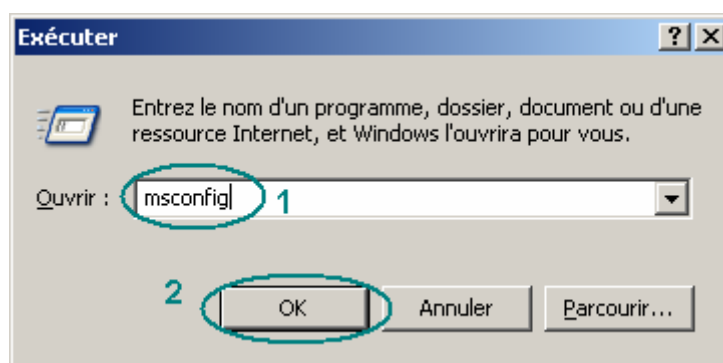 Exécuter
Entrez le nom d'un programme, dossier, document ou d'une
ressource Internet, et Windows l'ouvrira pour vous.
Ouvrir : msconfig 1
2
OK Annuler Parcourir...